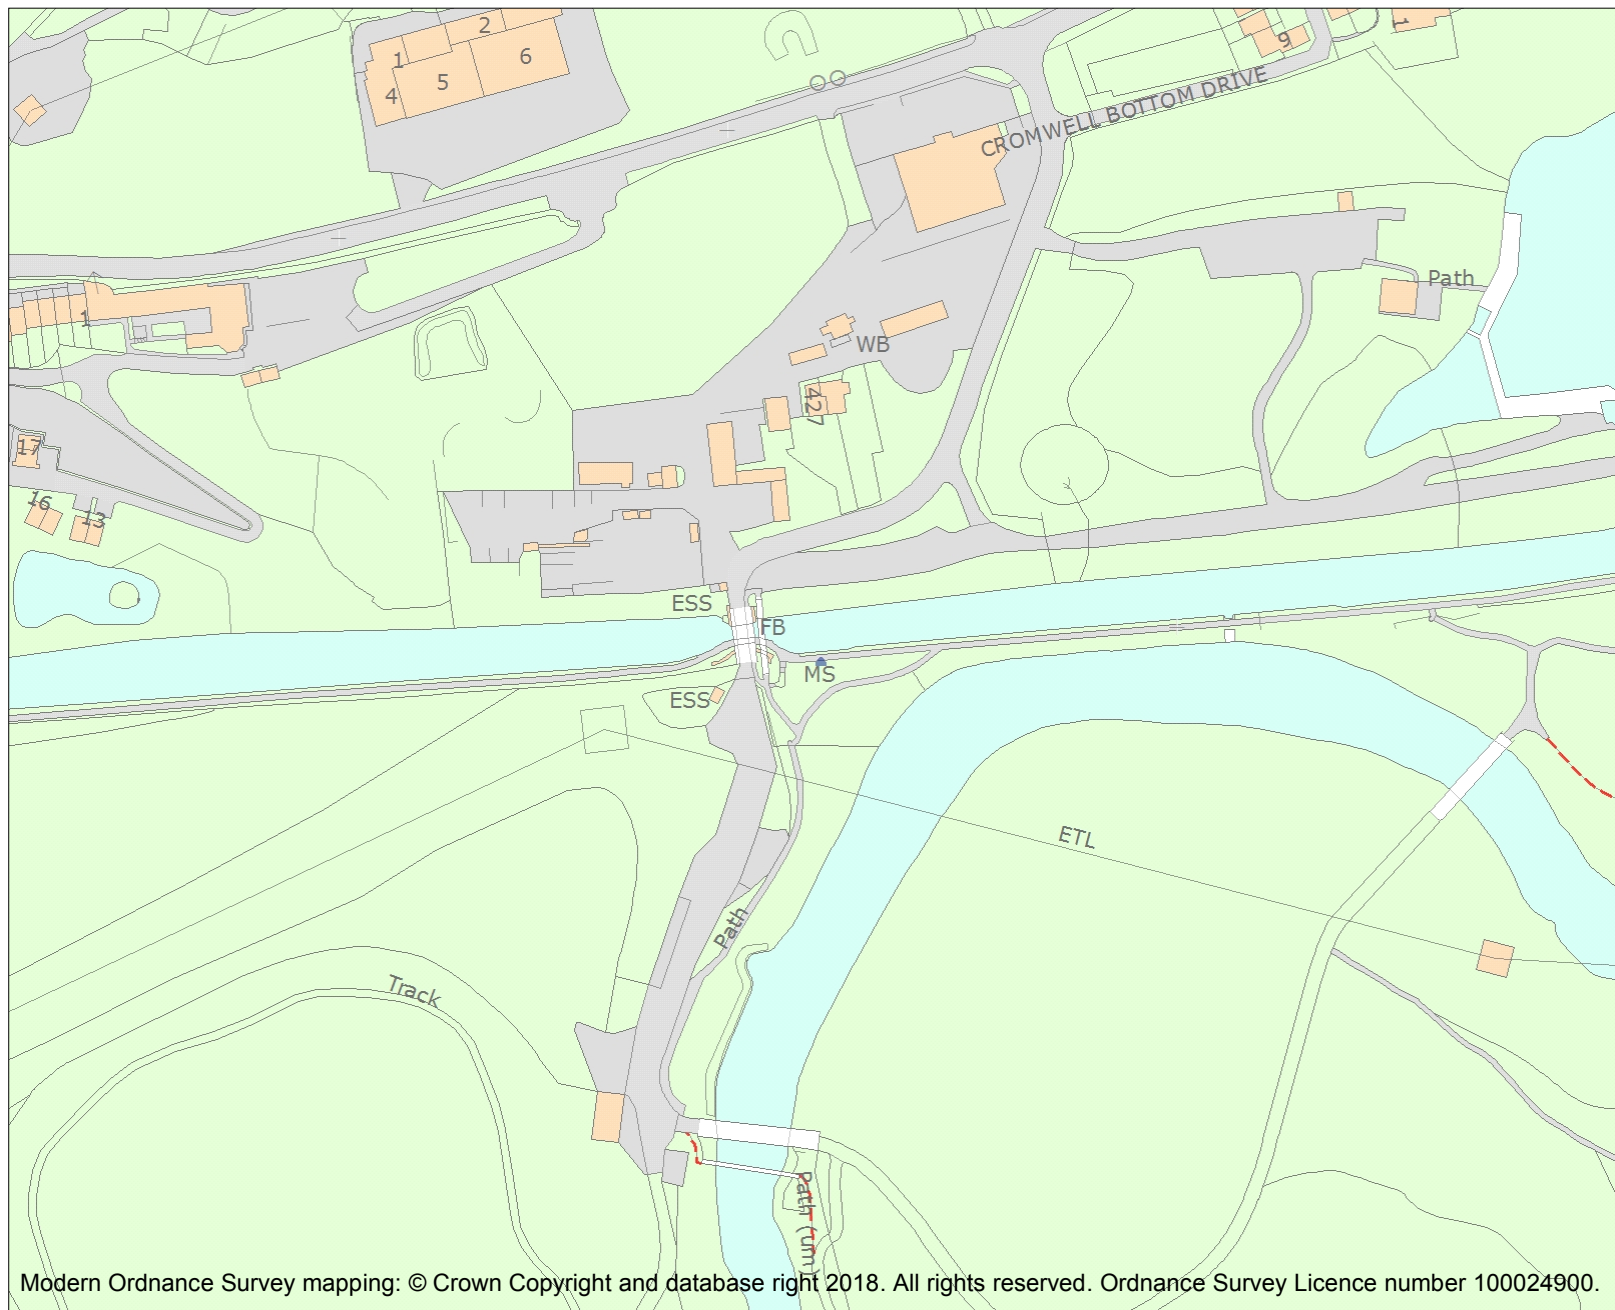 2
1
6
5
4
9
1
CROMWELL BOTTOM DRIVE
Path
1
WB
427
17
16
13
ESS
FB
MS
ESS
ETL
Path
Track
Path (um)
Modern Ordnance Survey mapping: © Crown Copyright and database right 2018. All rights reserved. Ordnance Survey Licence number 100024900.